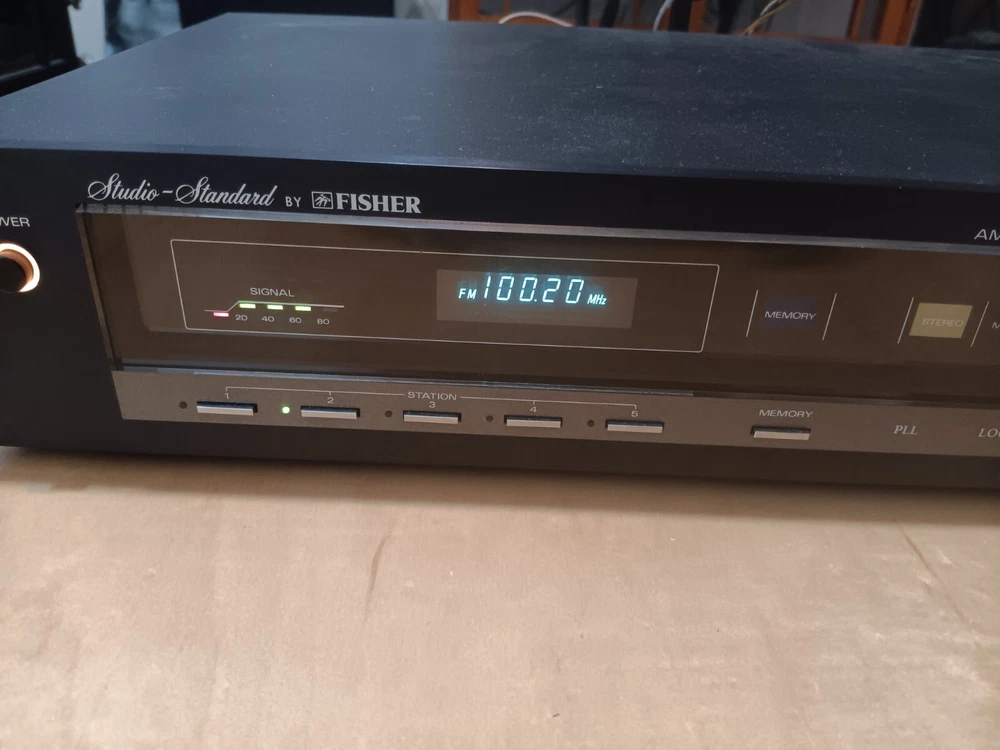 Studio-Standard BY FISHER
WER
AM
SIGNAL
20 40 60 80
FM 100.20 MHz
MEMORY
STEREO
M
STATION
1 2 3 4 5
MEMORY
PLL
LO